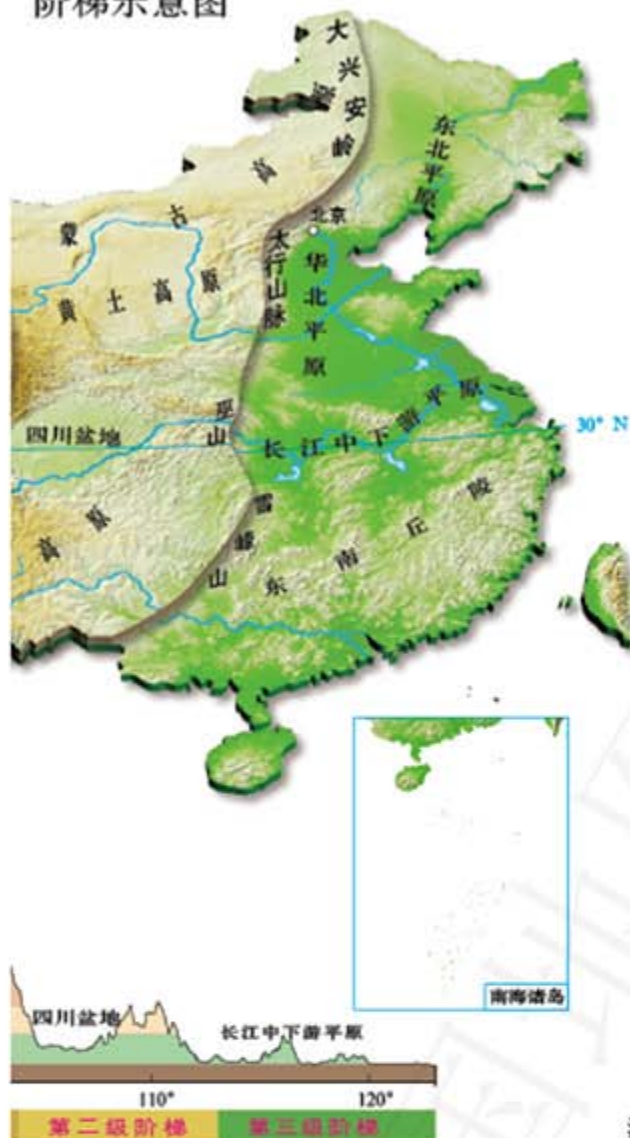 阶梯示意图
大兴安岭
东北平原
蒙古高原
北京
太行山脉
华北平原
黄土高原
巫山
四川盆地
长江中下游平原
30° N
高原
雪峰山
东南丘陵
南海诸岛
四川盆地
长江中下游平原
110°
120°
第二级阶梯
第三级阶梯